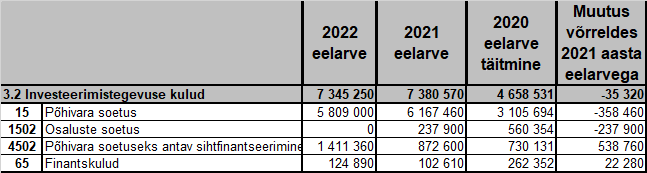 2022 eelarve 2021 eelarve 2020 eelarve täitmine Muutus võrreldes 2021 aasta eelarvega
3.2 Investeerimistegevuse kulud 7 345 250 7 380 570 4 658 531 -35 320
15 Põhivara soetus 5 809 000 6 167 460 3 105 694 -358 460
1502 Osaluste soetus 0 237 900 560 354 -237 900
4502 Põhivara soetuseks antav sihtfinantseerimine 1 411 360 872 600 730 131 538 760
65 Finantskulud 124 890 102 610 262 352 22 280